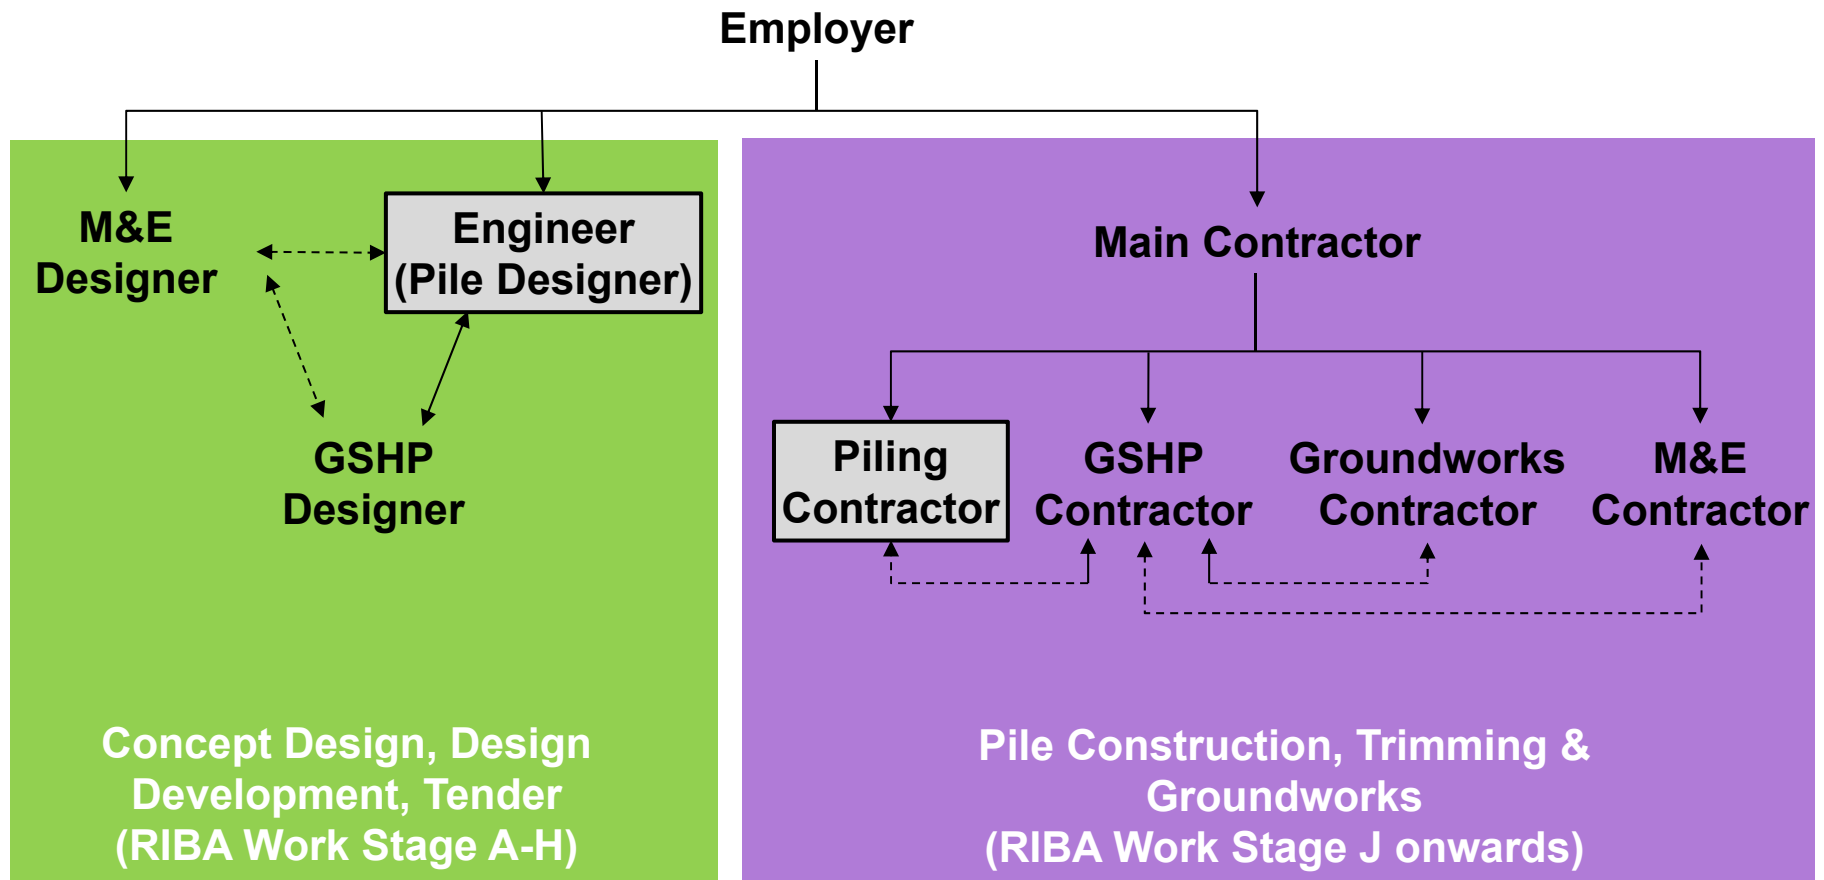 Employer
M&E
Designer
Engineer
(Pile Designer)
GSHP
Designer
Concept Design, Design
Development, Tender
(RIBA Work Stage A-H)
Main Contractor
Piling
Contractor
GSHP
Contractor
Groundworks
Contractor
M&E
Contractor
Pile Construction, Trimming &
Groundworks
(RIBA Work Stage J onwards)